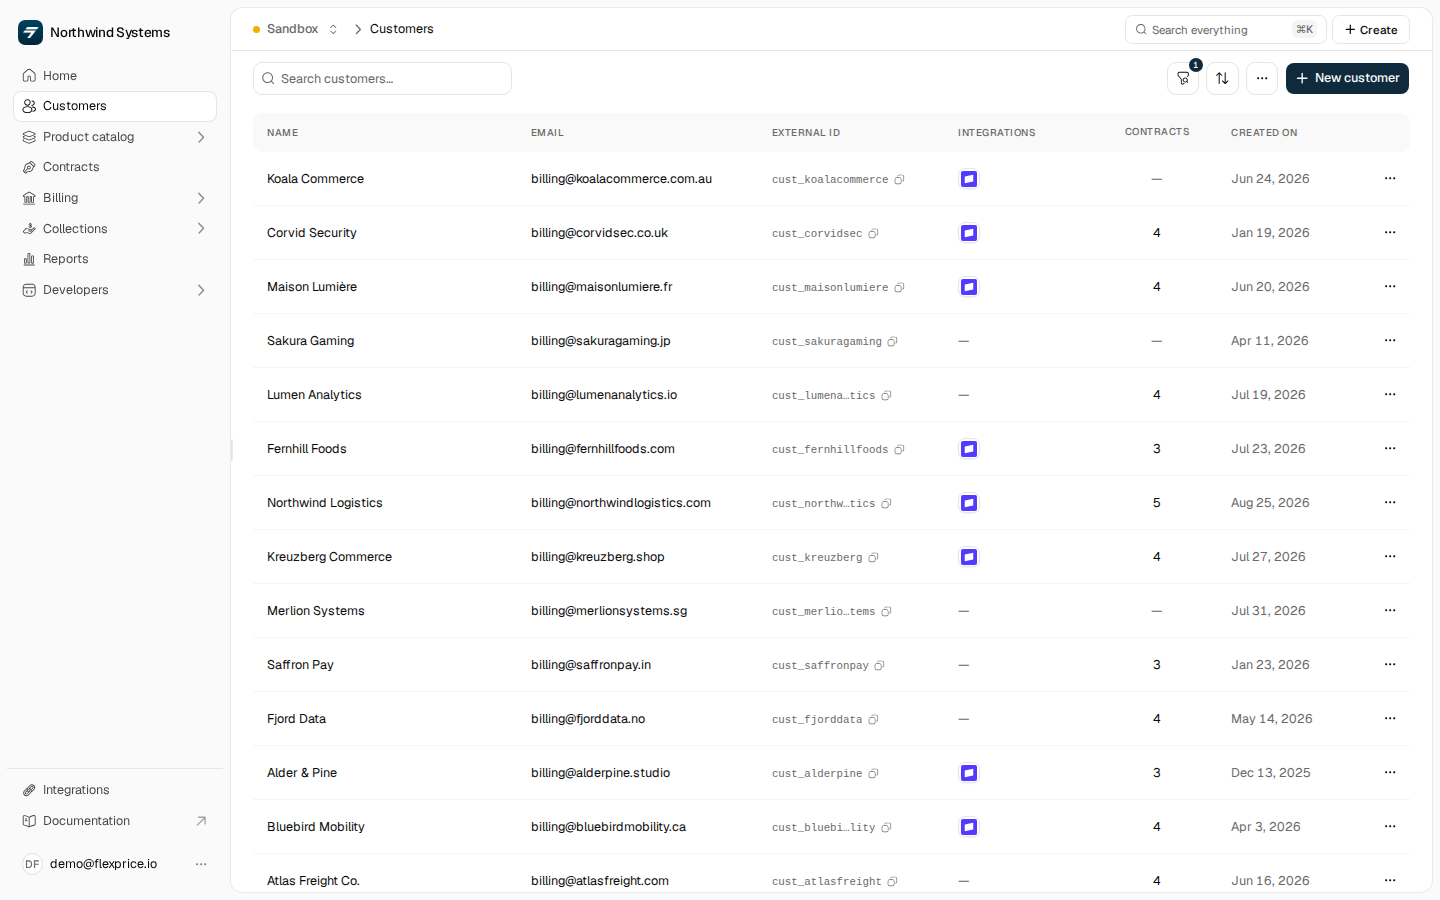 Northwind Systems
Home
Customers
Product catalog
Contracts
Billing
Collections
Reports
Developers
Integrations
Documentation
DF demo@flexprice.io
Sandbox Customers
Search everything ⌘K
+ Create
Search customers...
1
+ New customer
NAME EMAIL EXTERNAL ID INTEGRATIONS CONTRACTS CREATED ON
Koala Commerce billing@koalacommerce.com.au cust_koalacommerce — Jun 24, 2026
Corvid Security billing@corvidsec.co.uk cust_corvidsec 4 Jan 19, 2026
Maison Lumière billing@maisonlumiere.fr cust_maisonlumiere 4 Jun 20, 2026
Sakura Gaming billing@sakuragaming.jp cust_sakuragaming — — Apr 11, 2026
Lumen Analytics billing@lumenanalytics.io cust_lumena…tics — 4 Jul 19, 2026
Fernhill Foods billing@fernhillfoods.com cust_fernhillfoods 3 Jul 23, 2026
Northwind Logistics billing@northwindlogistics.com cust_northw…tics 5 Aug 25, 2026
Kreuzberg Commerce billing@kreuzberg.shop cust_kreuzberg 4 Jul 27, 2026
Merlion Systems billing@merlionsystems.sg cust_merlio…tems — — Jul 31, 2026
Saffron Pay billing@saffronpay.in cust_saffronpay — 3 Jan 23, 2026
Fjord Data billing@fjorddata.no cust_fjorddata — 4 May 14, 2026
Alder & Pine billing@alderpine.studio cust_alderpine 3 Dec 13, 2025
Bluebird Mobility billing@bluebirdmobility.ca cust_bluebi…lity 4 Apr 3, 2026
Atlas Freight Co. billing@atlasfreight.com cust_atlasfreight — 4 Jun 16, 2026